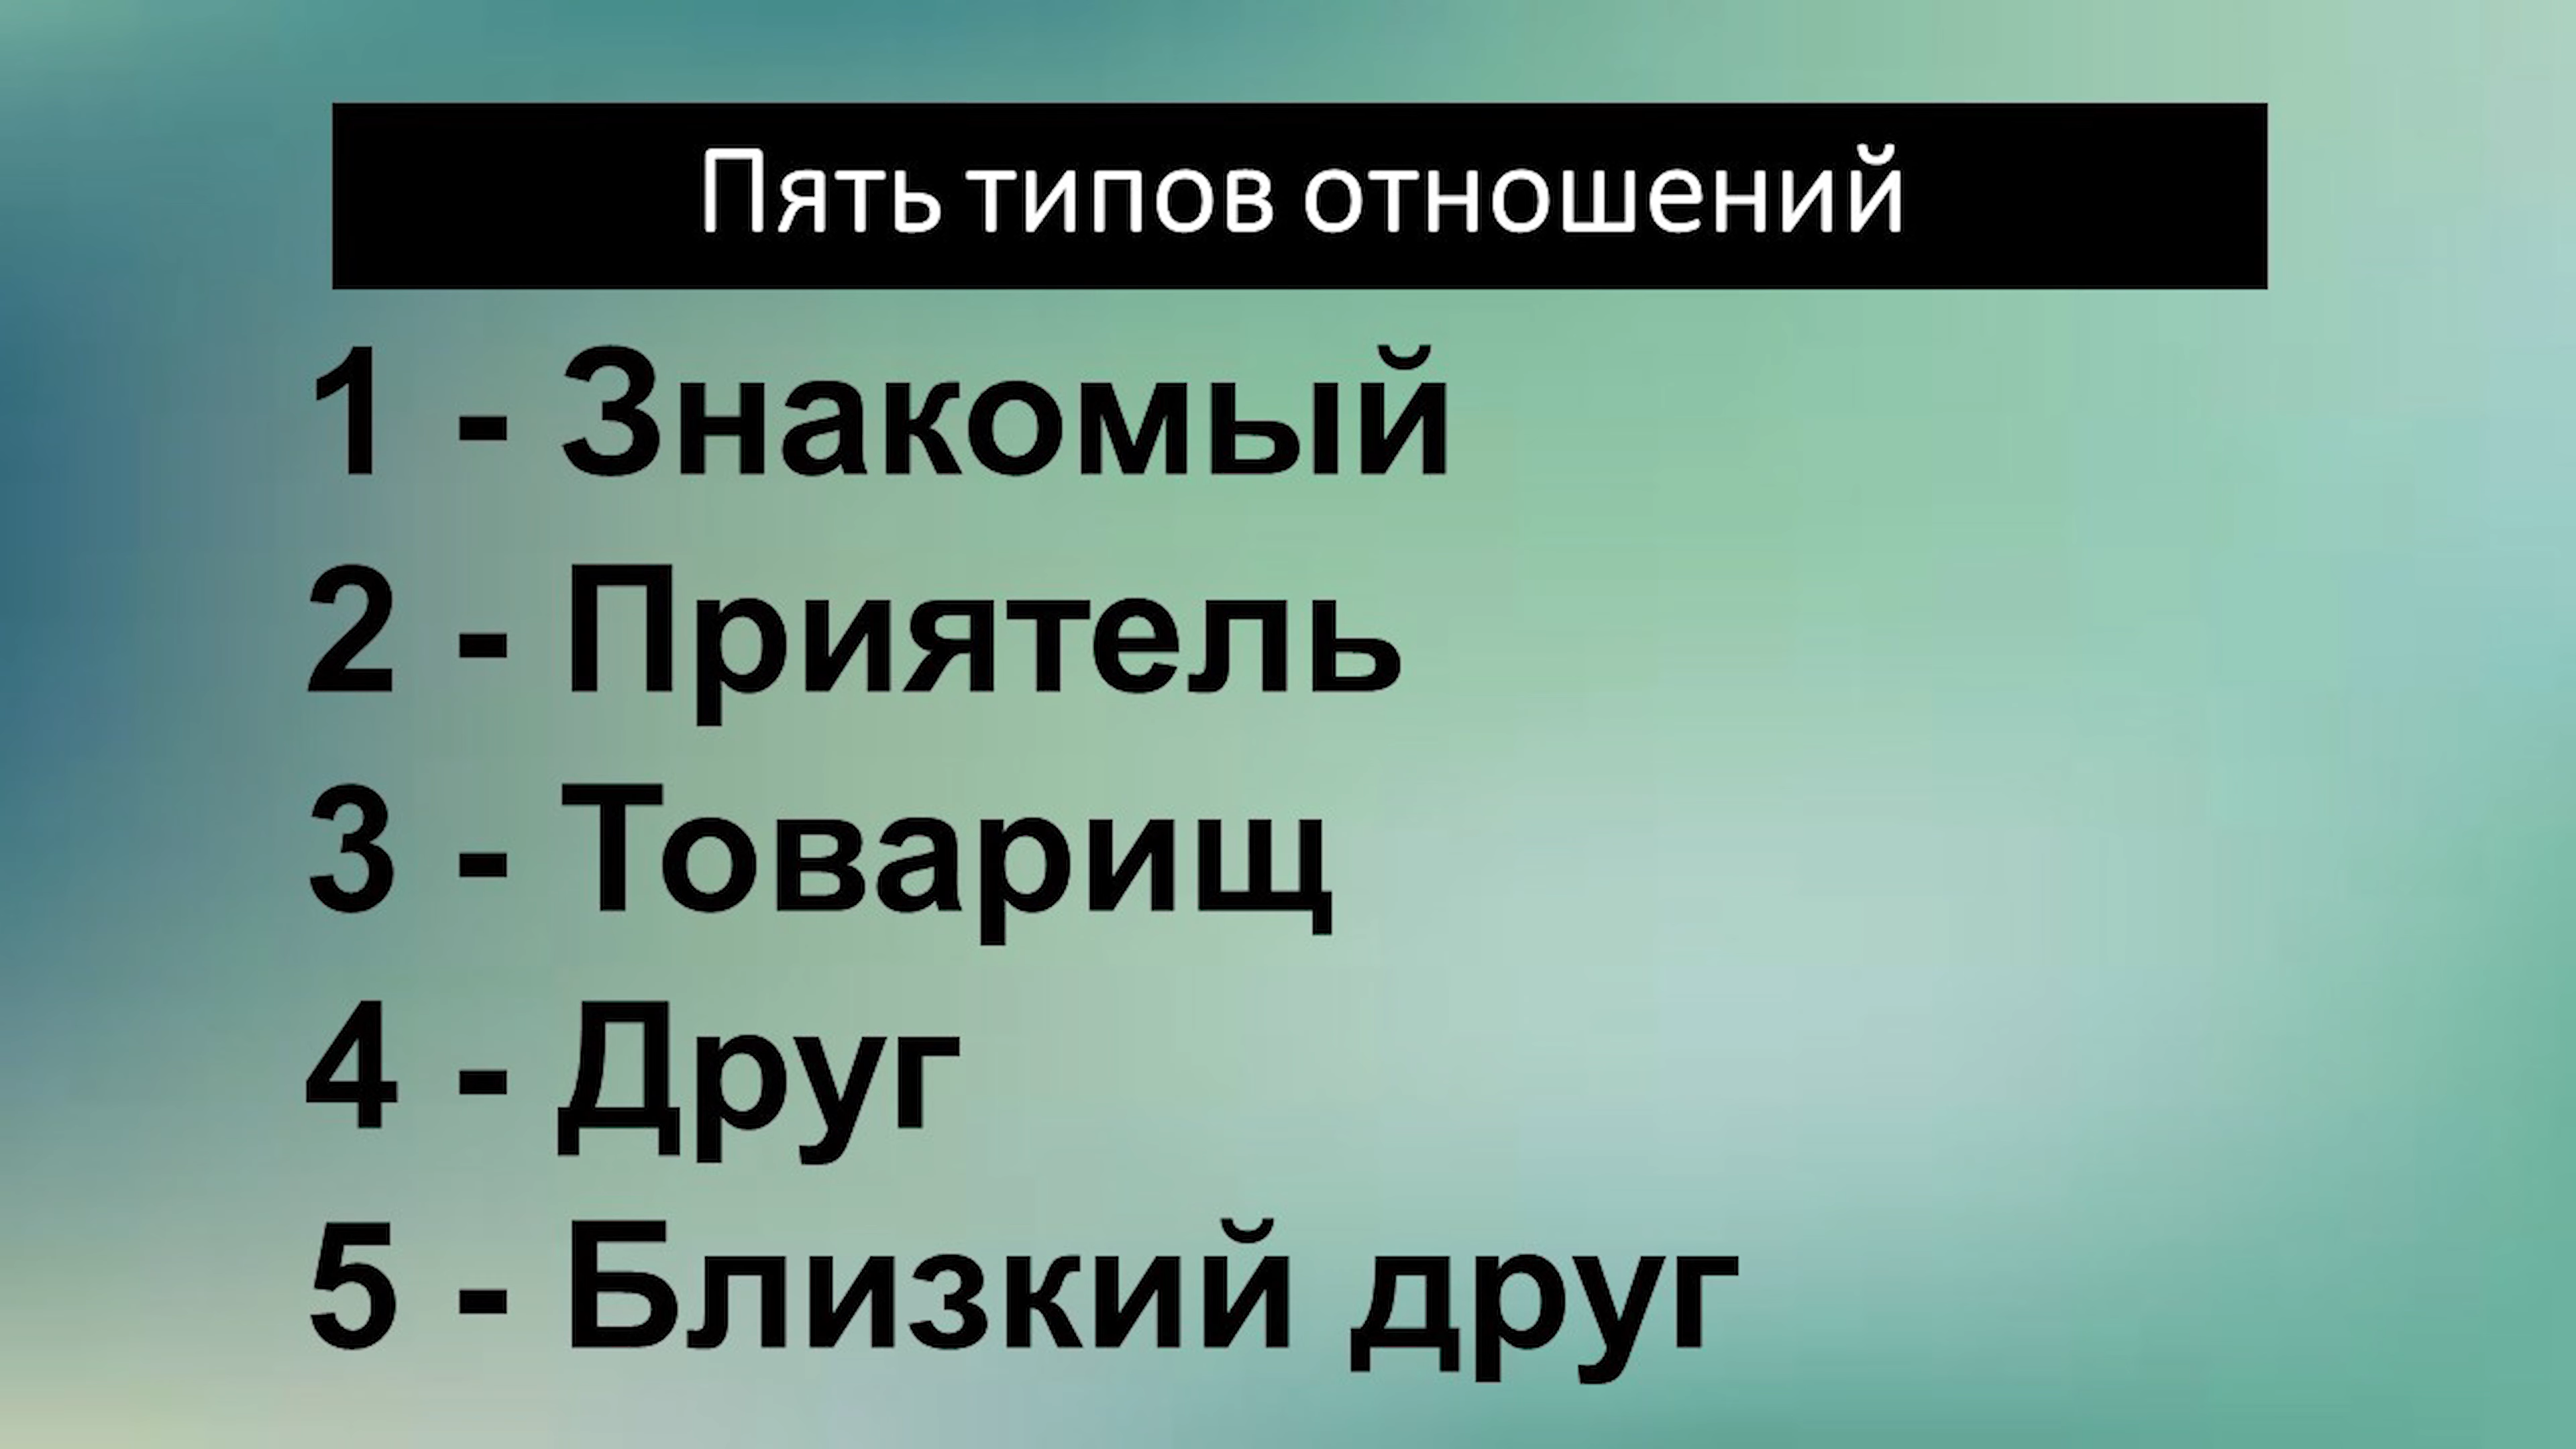 Пять типов отношений
1 - Знакомый
2 - Приятель
3 - Товарищ
4 - Друг
5 - Близкий друг